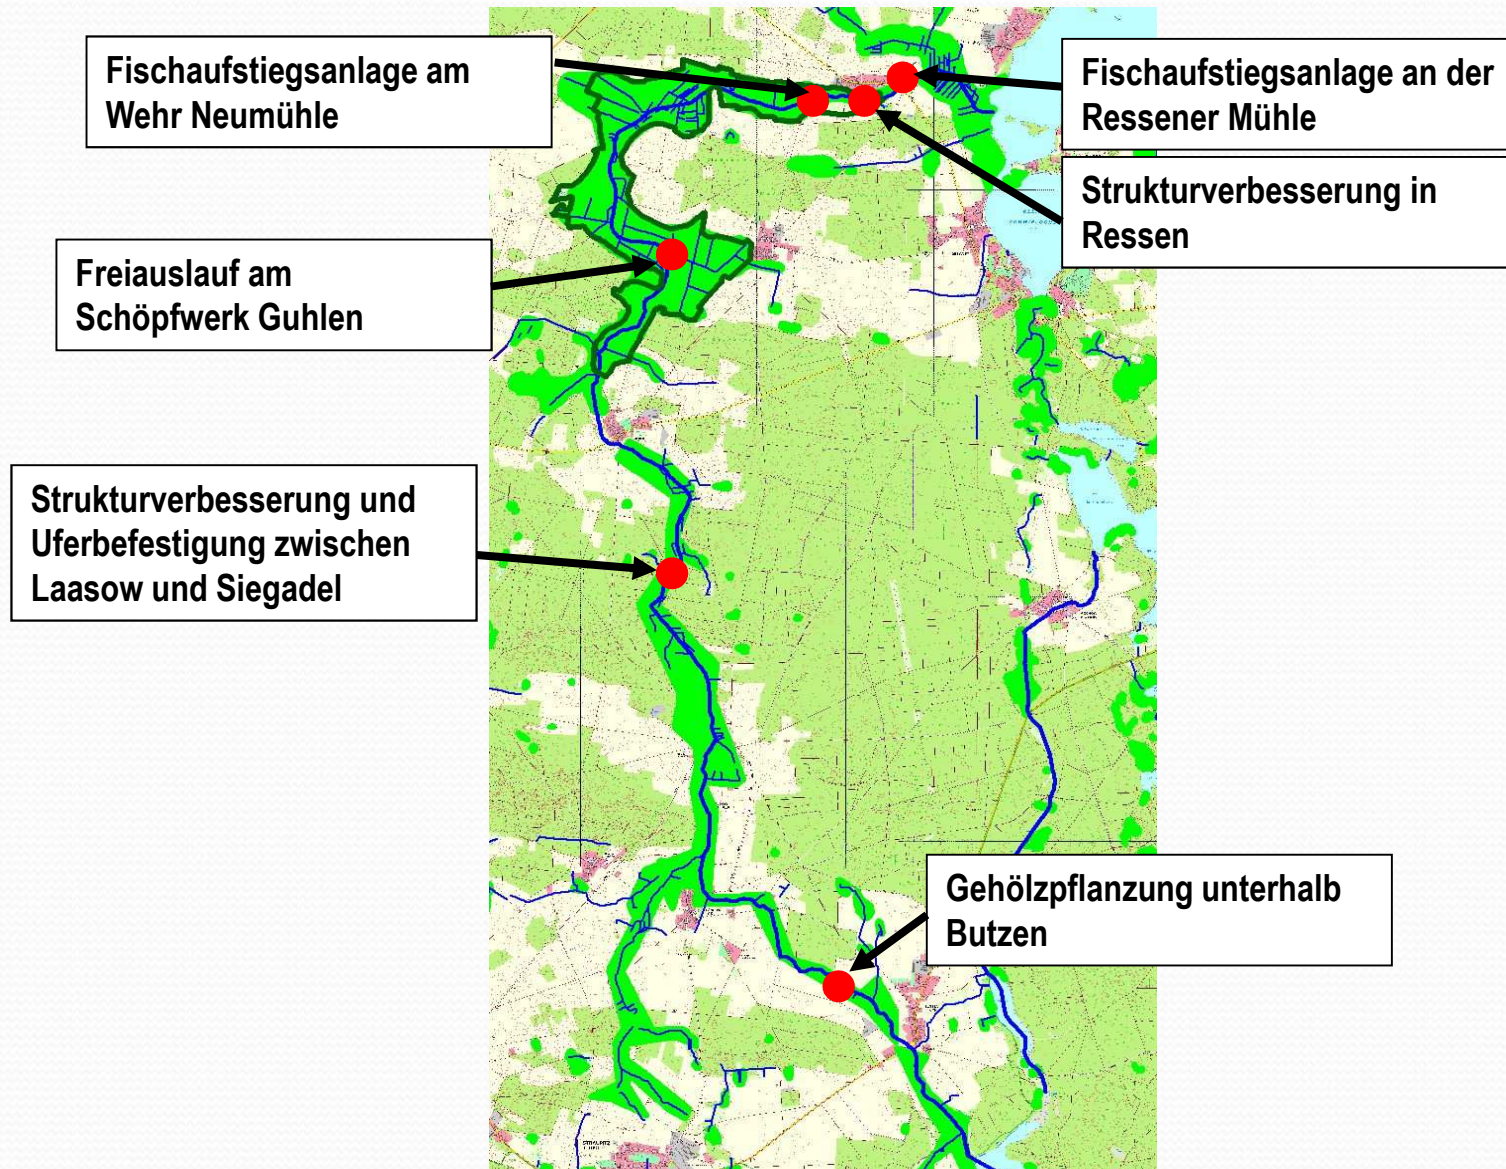 Fischaufstiegsanlage am
Wehr Neumühle
Fischaufstiegsanlage an der
Ressener Mühle
Strukturverbesserung in
Ressen
Freiauslauf am
Schöpfwerk Guhlen
Strukturverbesserung und
Uferbefestigung zwischen
Laasow und Siegadel
Gehölzpflanzung unterhalb
Butzen